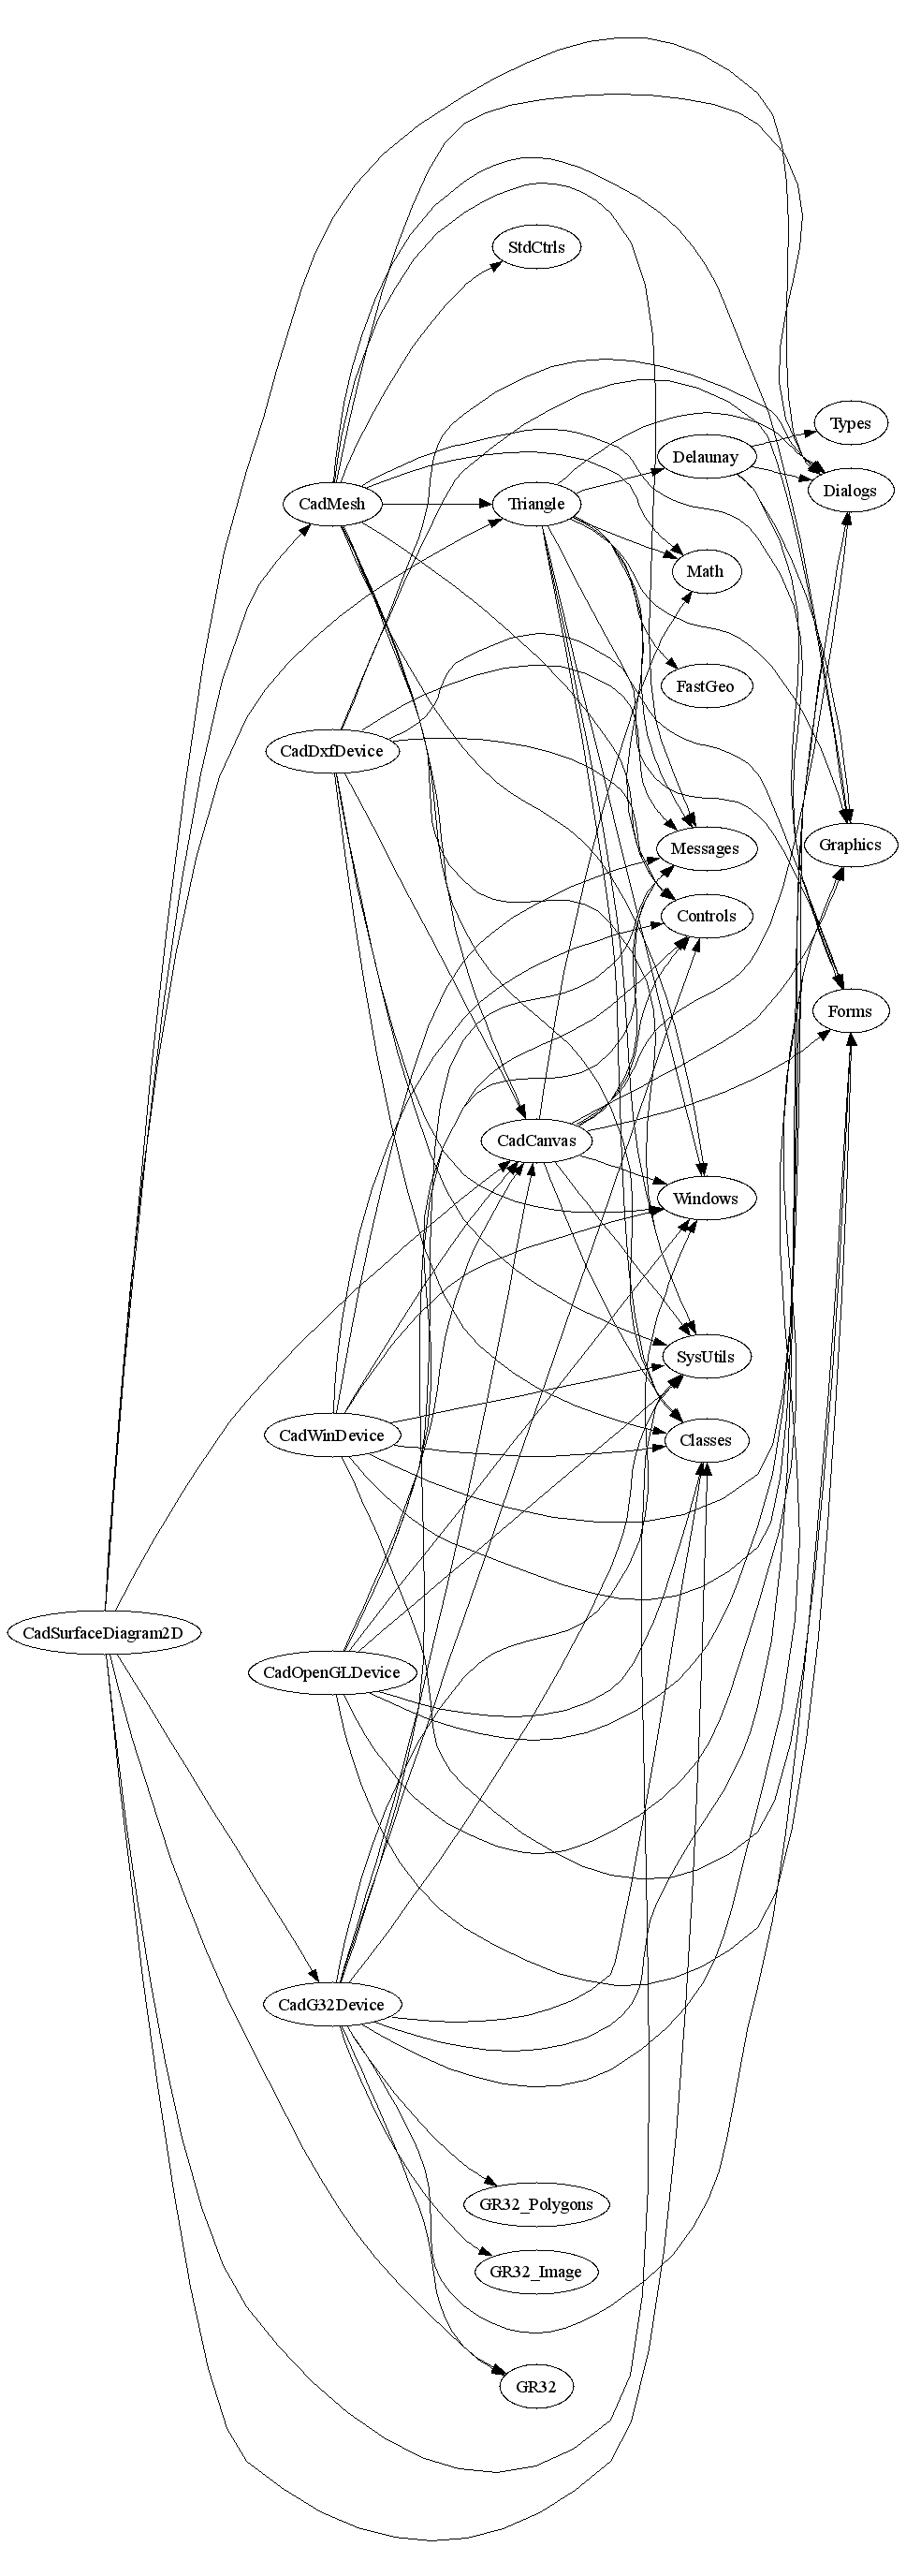 StdCtrls
Types
Delaunay
Dialogs
CadMesh
Triangle
Math
FastGeo
CadDxfDevice
Messages
Graphics
Controls
Forms
CadCanvas
Windows
SysUtils
CadWinDevice
Classes
CadSurfaceDiagram2D
CadOpenGLDevice
CadG32Device
GR32_Polygons
GR32_Image
GR32